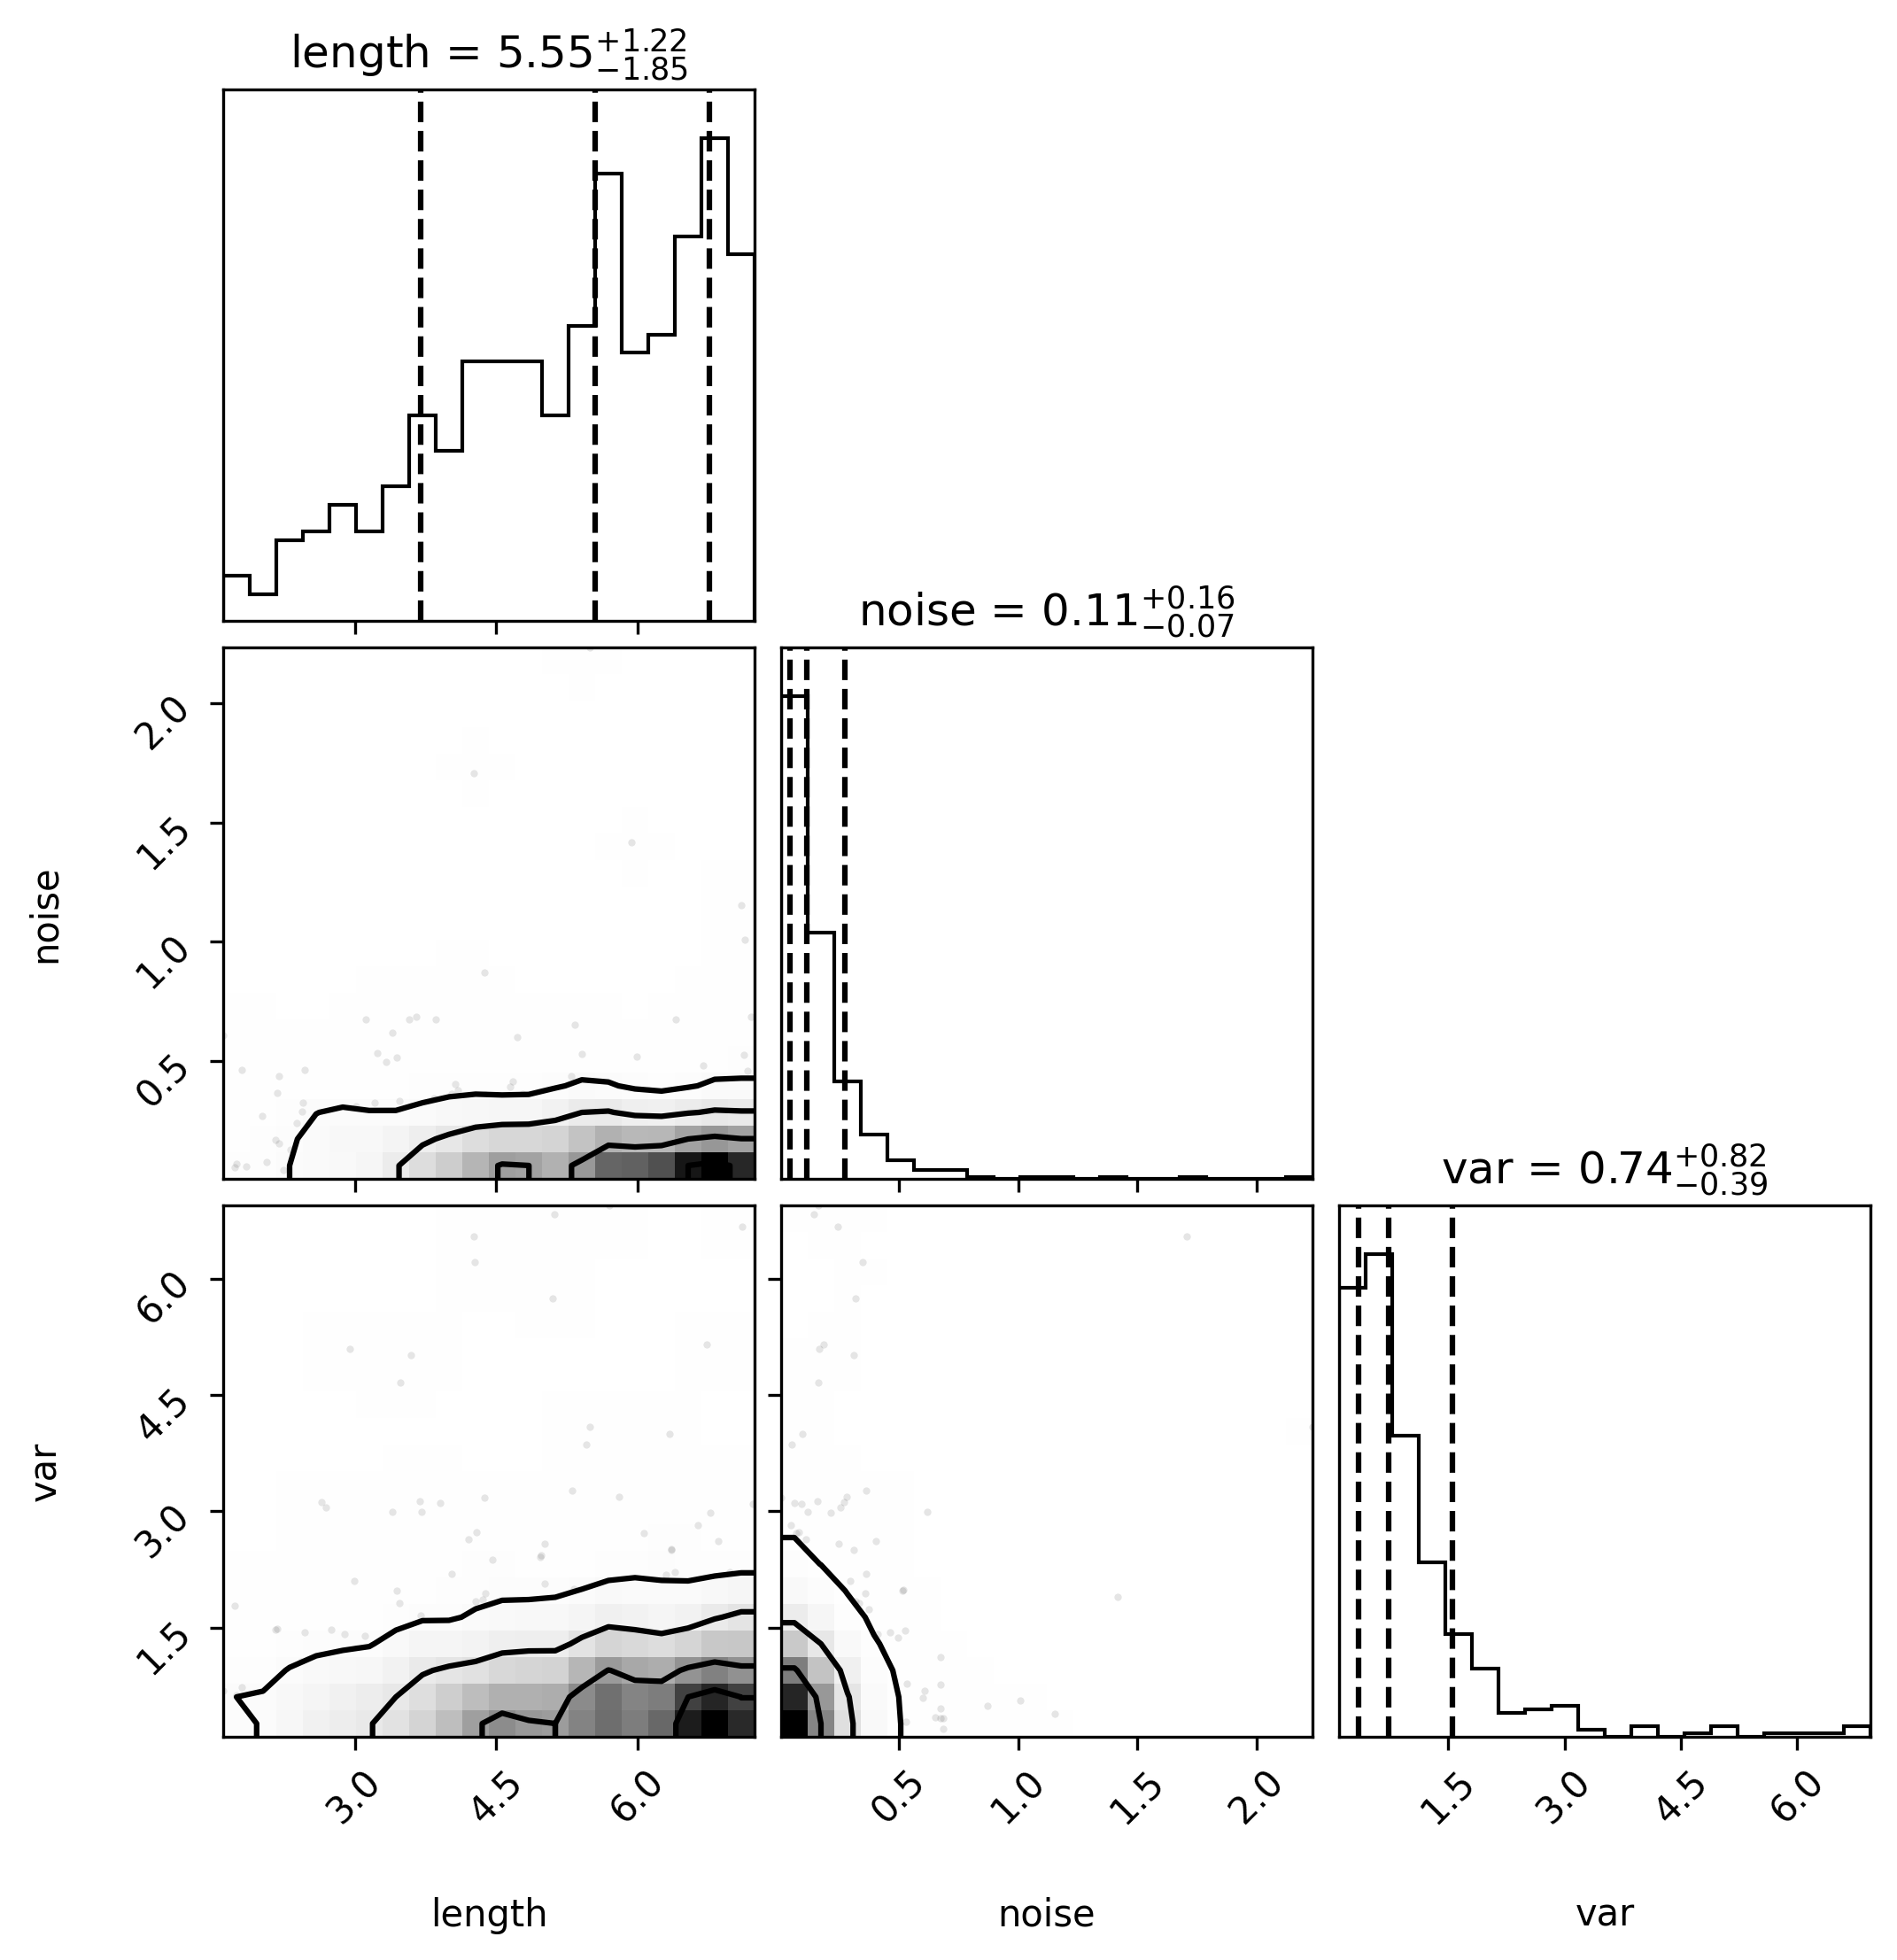 length = 5.55+1.22−1.85
noise = 0.11+0.16−0.07
2.0
1.5
1.0
0.5
noise
var = 0.74+0.82−0.39
6.0
4.5
3.0
1.5
var
3.0 4.5 6.0 0.5 1.0 1.5 2.0 1.5 3.0 4.5 6.0
length noise var